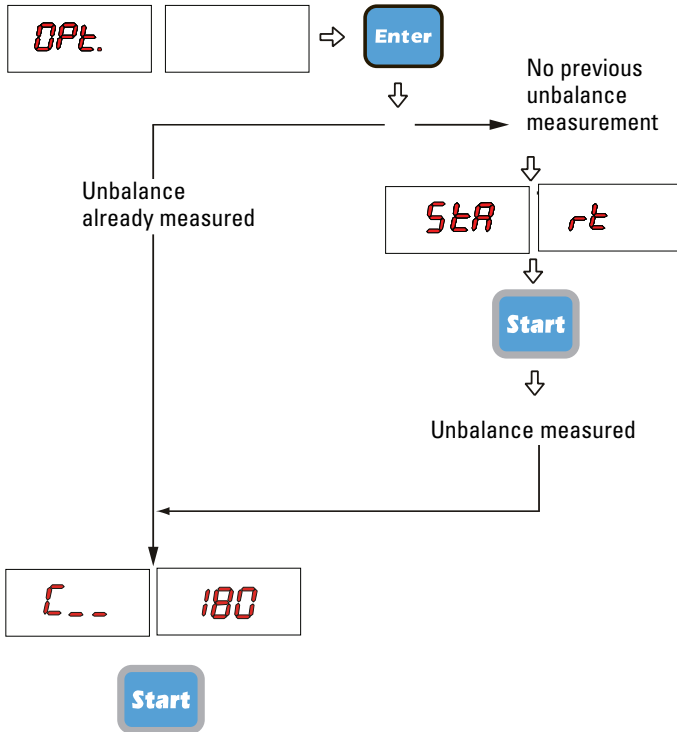 OPt.
Enter
No previous
unbalance
measurement
Unbalance
already measured
StA rt
Start
Unbalance measured
C_ _ 180
Start